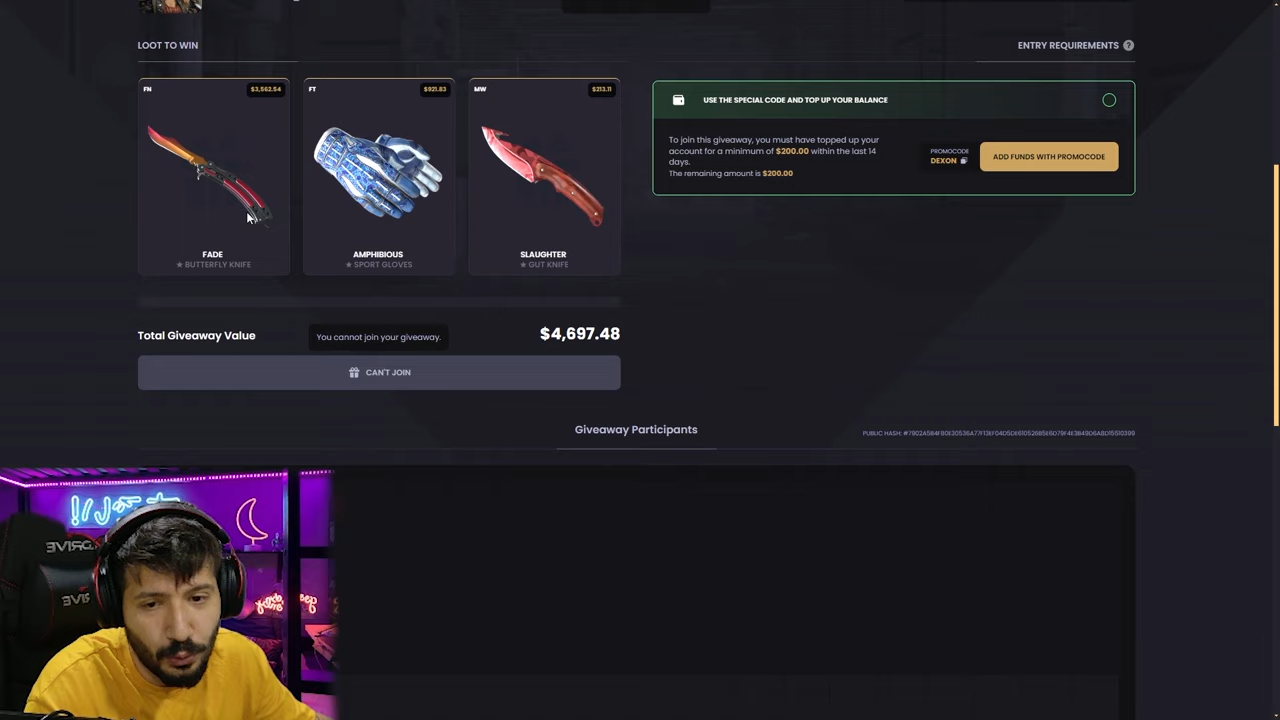 LOOT TO WIN
ENTRY REQUIREMENTS ?
FN
$3,562.54
FT
$921.83
MW
$213.11
FADE
★ BUTTERFLY KNIFE
AMPHIBIOUS
★ SPORT GLOVES
SLAUGHTER
★ GUT KNIFE
USE THE SPECIAL CODE AND TOP UP YOUR BALANCE
To join this giveaway, you must have topped up your
account for a minimum of $200.00 within the last 14
days.
The remaining amount is $200.00
PROMOCODE
DEXON
ADD FUNDS WITH PROMOCODE
Total Giveaway Value
You cannot join your giveaway.
$4,697.48
CAN'T JOIN
Giveaway Participants
PUBLIC HASH: